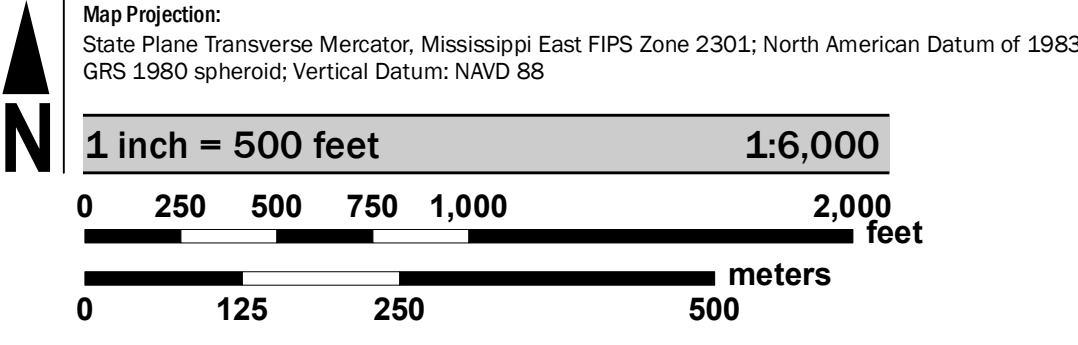 Map Projection:
State Plane Transverse Mercator, Mississippi East FIPS Zone 2301; North American Datum of 1983
GRS 1980 spheroid; Vertical Datum: NAVD 88
N
1 inch = 500 feet 1:6,000
0 250 500 750 1,000 2,000
feet
meters
0 125 250 500